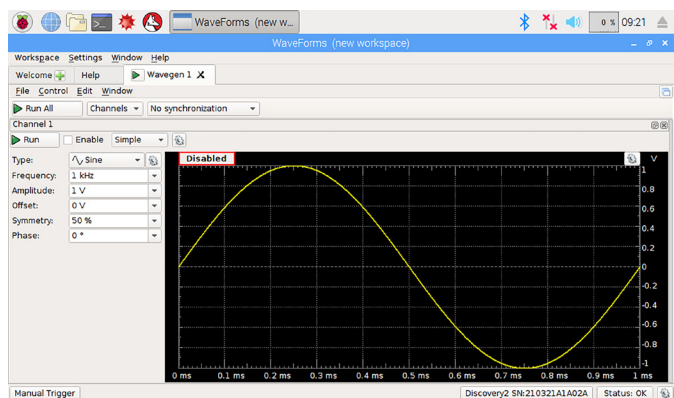 WaveForms (new w...
0 %
09:21
WaveForms (new workspace)
Workspace Settings Window Help
Welcome Help Wavegen 1 X
File Control Edit Window
Run All Channels No synchronization
Channel 1
Run Enable Simple
Type: Sine
Frequency: 1 kHz
Amplitude: 1 V
Offset: 0 V
Symmetry: 50 %
Phase: 0 °
Disabled
V
1
0.8
0.6
0.4
0.2
0
-0.2
-0.4
-0.6
-0.8
-1
0 ms 0.1 ms 0.2 ms 0.3 ms 0.4 ms 0.5 ms 0.6 ms 0.7 ms 0.8 ms 0.9 ms 1 ms
Manual Trigger Discovery2 SN:210321A1A02A Status: OK